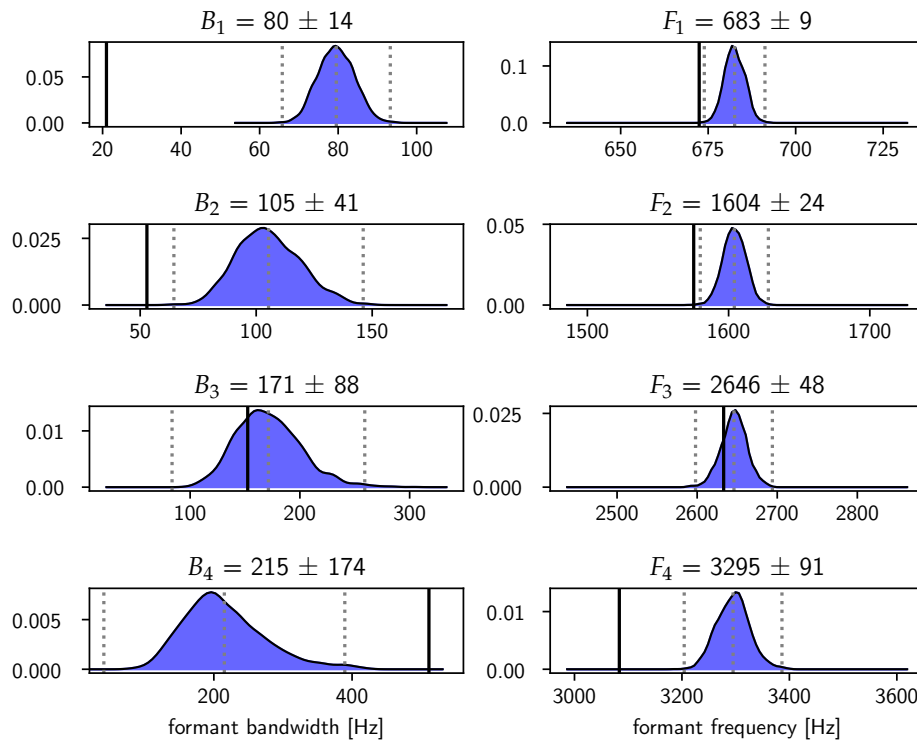 B₁ = 80 ± 14
0.05
0.00
20 40 60 80 100
F₁ = 683 ± 9
0.1
0.0
650 675 700 725
B₂ = 105 ± 41
0.025
0.000
50 100 150
F₂ = 1604 ± 24
0.05
0.00
1500 1600 1700
B₃ = 171 ± 88
0.01
0.00
100 200 300
F₃ = 2646 ± 48
0.025
0.000
2500 2600 2700 2800
B₄ = 215 ± 174
0.005
0.000
200 400
formant bandwidth [Hz]
F₄ = 3295 ± 91
0.01
0.00
3000 3200 3400 3600
formant frequency [Hz]